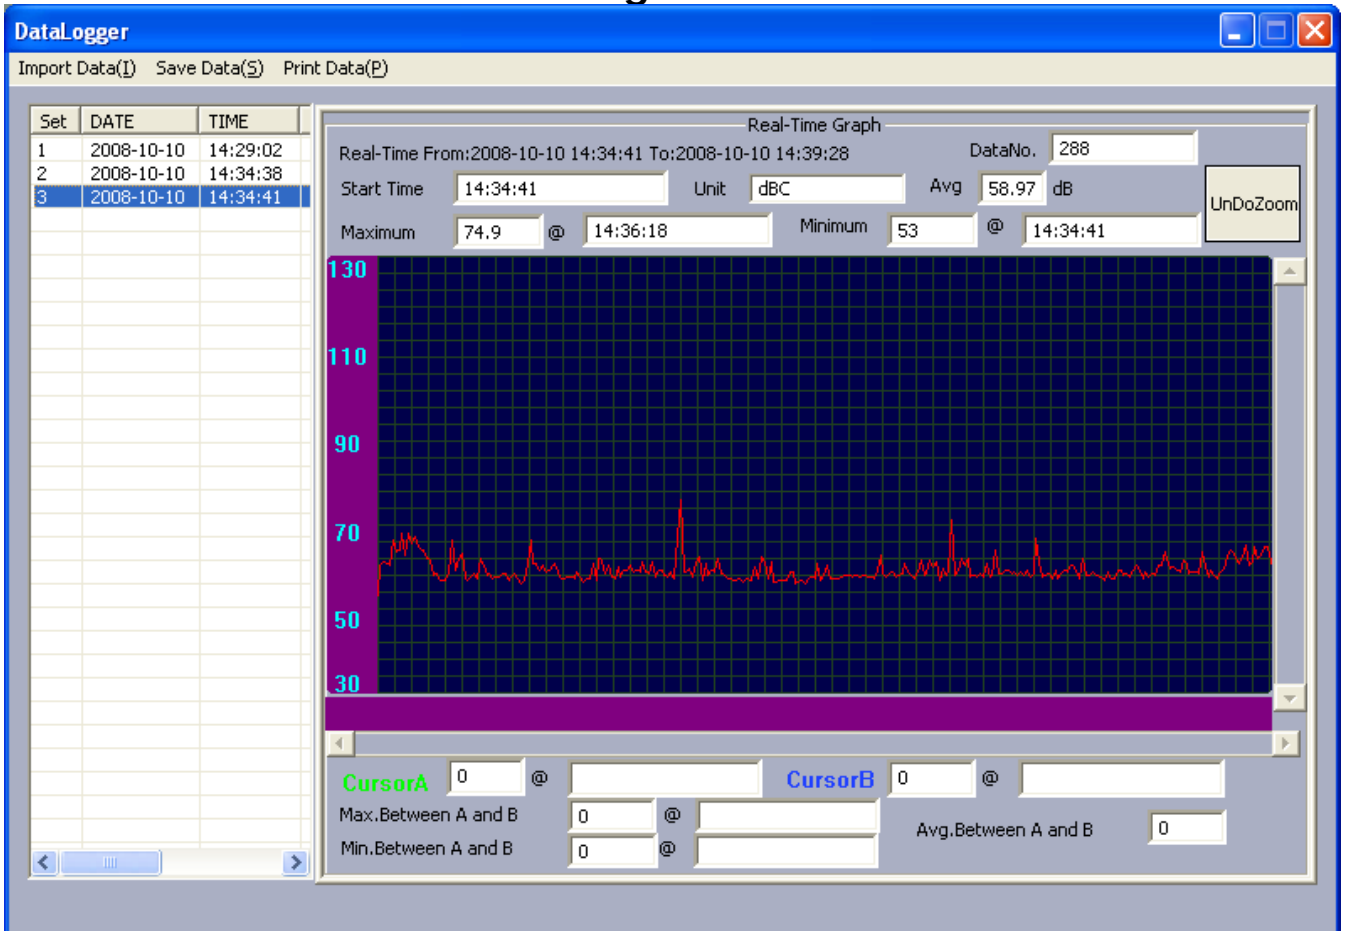 DataLogger
Import Data(I) Save Data(S) Print Data(P)
Set DATE TIME
1 2008-10-10 14:29:02
2 2008-10-10 14:34:38
3 2008-10-10 14:34:41
Real-Time Graph
Real-Time From:2008-10-10 14:34:41 To:2008-10-10 14:39:28 DataNo. 288
Start Time 14:34:41 Unit dBC Avg 58.97 dB
UnDoZoom
Maximum 74.9 @ 14:36:18 Minimum 53 @ 14:34:41
130
110
90
70
50
30
CursorA 0 @ CursorB 0 @
Max.Between A and B 0 @
Avg.Between A and B 0
Min.Between A and B 0 @